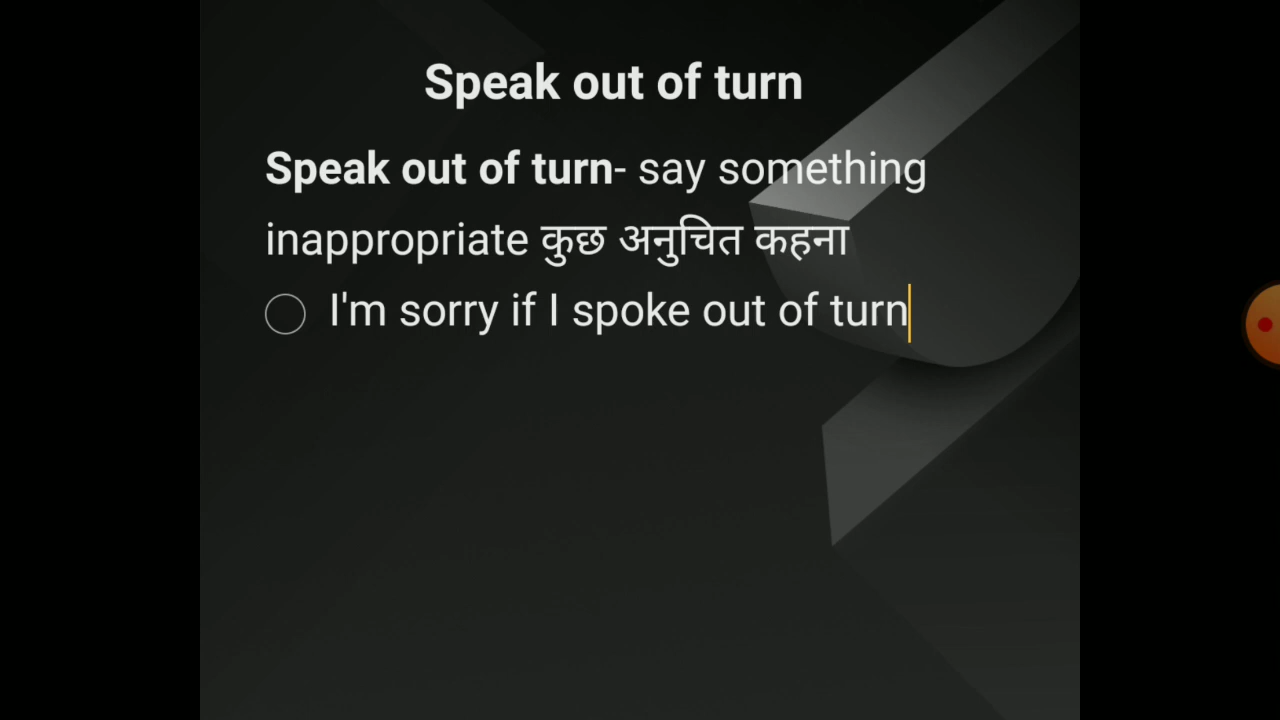 Speak out of turn
Speak out of turn- say something
inappropriate कुछ अनुचित कहना
I'm sorry if I spoke out of turn